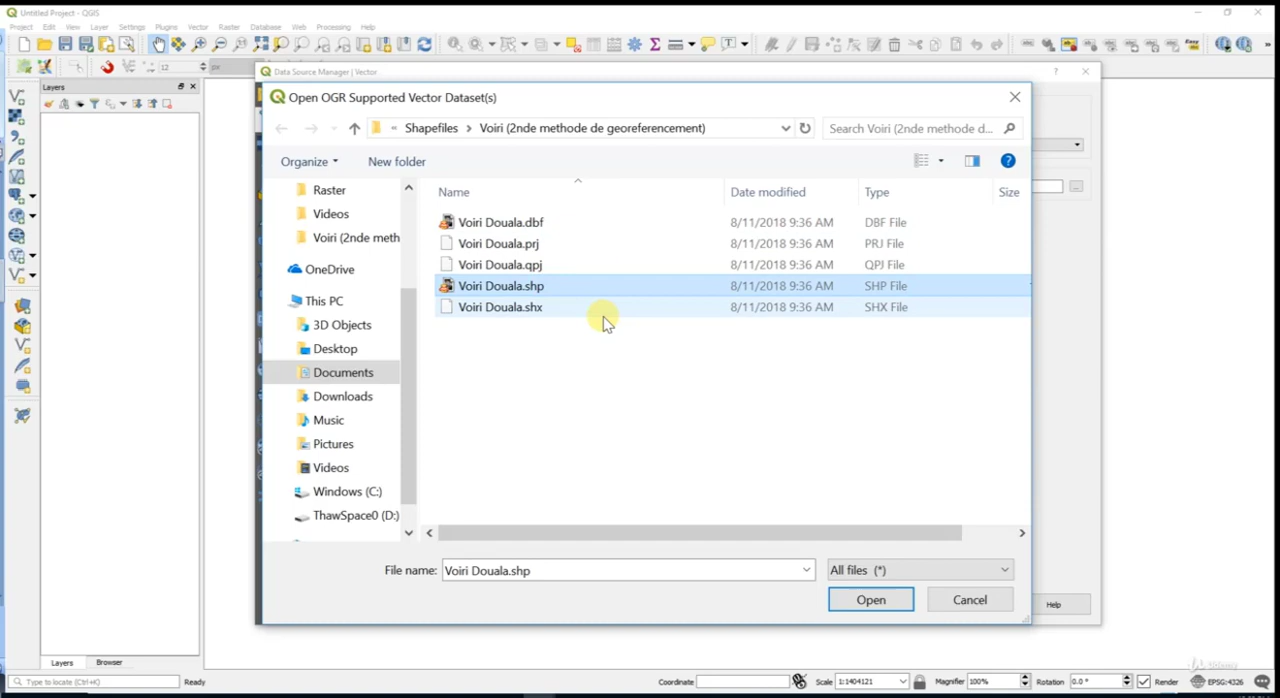 Untitled Project - QGIS
Project Edit View Layer Settings Plugins Vector Raster Database Web Processing Help
12 px
Layers
Data Source Manager | Vector
Open OGR Supported Vector Dataset(s)
« Shapefiles > Voiri (2nde methode de georeferencement)
Search Voiri (2nde methode d...
Organize New folder
Name Date modified Type Size
Raster
Videos
Voiri (2nde meth
OneDrive
This PC
3D Objects
Desktop
Documents
Downloads
Music
Pictures
Videos
Windows (C:)
ThawSpace0 (D:)
Voiri Douala.dbf 8/11/2018 9:36 AM DBF File
Voiri Douala.prj 8/11/2018 9:36 AM PRJ File
Voiri Douala.qpj 8/11/2018 9:36 AM QPJ File
Voiri Douala.shp 8/11/2018 9:36 AM SHP File
Voiri Douala.shx 8/11/2018 9:36 AM SHX File
File name: Voiri Douala.shp All files (*)
Open Cancel
Help
Layers Browser
Udemy
Type to locate (Ctrl+K) Ready Coordinate Scale 1:1404121 Magnifier 100% Rotation 0.0 ° Render EPSG:4326